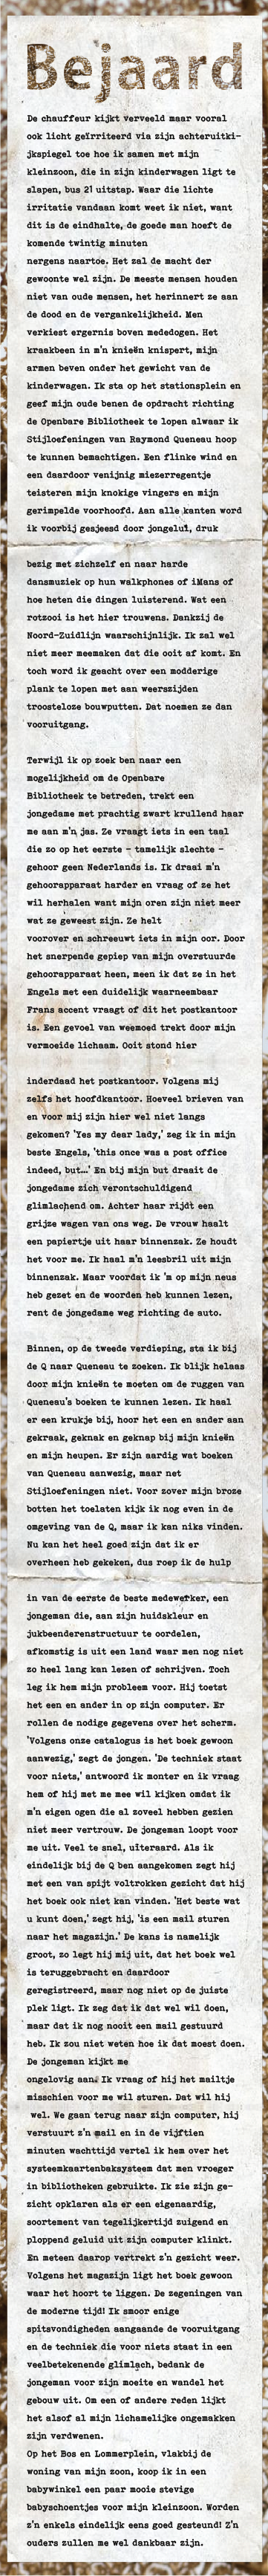 Bejaard
De chauffeur kijkt verveeld maar vooral
ook licht geïrriteerd via zijn achteruitki-
jkspiegel toe hoe ik samen met mijn
kleinzoon, die in zijn kinderwagen ligt te
slapen, bus 21 uitstap. Waar die lichte
irritatie vandaan komt weet ik niet, want
dit is de eindhalte, de goede man hoeft de
komende twintig minuten
nergens naartoe. Het zal de macht der
gewoonte wel zijn. De meeste mensen houden
niet van oude mensen, het herinnert ze aan
de dood en de vergankelijkheid. Men
verkiest ergernis boven mededogen. Het
kraakbeen in m'n knieën knispert, mijn
armen beven onder het gewicht van de
kinderwagen. Ik sta op het stationsplein en
geef mijn oude benen de opdracht richting
de Openbare Bibliotheek te lopen alwaar ik
Stijloefeningen van Raymond Queneau hoop
te kunnen bemachtigen. Een flinke wind en
een daardoor venijnig miezerregentje
teisteren mijn knokige vingers en mijn
gerimpelde voorhoofd. Aan alle kanten word
ik voorbij gesjeesd door jongelui, druk
bezig met zichzelf en naar harde
dansmuziek op hun walkphones of iMans of
hoe heten die dingen luisterend. Wat een
rotzooi is het hier trouwens. Dankzij de
Noord-Zuidlijn waarschijnlijk. Ik zal wel
niet meer meemaken dat die ooit af komt. En
toch word ik geacht over een modderige
plank te lopen met aan weerszijden
troosteloze bouwputten. Dat noemen ze dan
vooruitgang.
Terwijl ik op zoek ben naar een
mogelijkheid om de Openbare
Bibliotheek te betreden, trekt een
jongedame met prachtig zwart krullend haar
me aan m'n jas. Ze vraagt iets in een taal
die zo op het eerste - tamelijk slechte -
gehoor geen Nederlands is. Ik draai m'n
gehoorapparaat harder en vraag of ze het
wil herhalen want mijn oren zijn niet meer
wat ze geweest zijn. Ze helt
voorover en schreeuwt iets in mijn oor. Door
het snerpende gepiep van mijn overstuurde
gehoorapparaat heen, meen ik dat ze in het
Engels met een duidelijk waarneembaar
Frans accent vraagt of dit het postkantoor
is. Een gevoel van weemoed trekt door mijn
vermoeide lichaam. Ooit stond hier
inderdaad het postkantoor. Volgens mij
zelfs het hoofdkantoor. Hoeveel brieven van
en voor mij zijn hier wel niet langs
gekomen? 'Yes my dear lady,' zeg ik in mijn
beste Engels, 'this once was a post office
indeed, but...' En bij mijn but draait de
jongedame zich verontschuldigend
glimlachend om. Achter haar rijdt een
grijze wagen van ons weg. De vrouw haalt
een papiertje uit haar binnenzak. Ze houdt
het voor me. Ik haal m'n leesbril uit mijn
binnenzak. Maar voordat ik 'm op mijn neus
heb gezet en de woorden heb kunnen lezen,
rent de jongedame weg richting de auto.
Binnen, op de tweede verdieping, sta ik bij
de Q naar Queneau te zoeken. Ik blijk helaas
door mijn knieën te moeten om de ruggen van
Queneau's boeken te kunnen lezen. Ik haal
er een krukje bij, hoor het een en ander aan
gekraak, geknak en geknap bij mijn knieën
en mijn heupen. Er zijn aardig wat boeken
van Queneau aanwezig, maar net
Stijloefeningen niet. Voor zover mijn broze
botten het toelaten kijk ik nog even in de
omgeving van de Q, maar ik kan niks vinden.
Nu kan het heel goed zijn dat ik er
overheen heb gekeken, dus roep ik de hulp
in van de eerste de beste medewerker, een
jongeman die, aan zijn huidskleur en
jukbeenderenstructuur te oordelen,
afkomstig is uit een land waar men nog niet
zo heel lang kan lezen of schrijven. Toch
leg ik hem mijn probleem voor. Hij toetst
het een en ander in op zijn computer. Er
rollen de nodige gegevens over het scherm.
'Volgens onze catalogus is het boek gewoon
aanwezig,' zegt de jongen. 'De techniek staat
voor niets,' antwoord ik monter en ik vraag
hem of hij met me mee wil kijken omdat ik
m'n eigen ogen die al zoveel hebben gezien
niet meer vertrouw. De jongeman loopt voor
me uit. Veel te snel, uiteraard. Als ik
eindelijk bij de Q ben aangekomen zegt hij
met een van spijt voltrokken gezicht dat hij
het boek ook niet kan vinden. 'Het beste wat
u kunt doen,' zegt hij, 'is een mail sturen
naar het magazijn.' De kans is namelijk
groot, zo legt hij mij uit, dat het boek wel
is teruggebracht en daardoor
geregistreerd, maar nog niet op de juiste
plek ligt. Ik zeg dat ik dat wel wil doen,
maar dat ik nog nooit een mail gestuurd
heb. Ik zou niet weten hoe ik dat moest doen.
De jongeman kijkt me
ongelovig aan. Ik vraag of hij het mailtje
misschien voor me wil sturen. Dat wil hij
wel. We gaan terug naar zijn computer, hij
verstuurt z'n mail en in de vijftien
minuten wachttijd vertel ik hem over het
systeemkaartenbaksysteem dat men vroeger
in bibliotheken gebruikte. Ik zie zijn ge-
zicht opklaren als er een eigenaardig,
soortement van tegelijkertijd zuigend en
ploppend geluid uit zijn computer klinkt.
En meteen daarop vertrekt z'n gezicht weer.
Volgens het magazijn ligt het boek gewoon
waar het hoort te liggen. De zegeningen van
de moderne tijd! Ik smoor enige
spitsvondigheden aangaande de vooruitgang
en de techniek die voor niets staat in een
veelbetekenende glimlach, bedank de
jongeman voor zijn moeite en wandel het
gebouw uit. Om een of andere reden lijkt
het alsof al mijn lichamelijke ongemakken
zijn verdwenen.
Op het Bos en Lommerplein, vlakbij de
woning van mijn zoon, koop ik in een
babywinkel een paar mooie stevige
babyschoentjes voor mijn kleinzoon. Worden
z'n enkels eindelijk eens goed gesteund! Z'n
ouders zullen me wel dankbaar zijn.